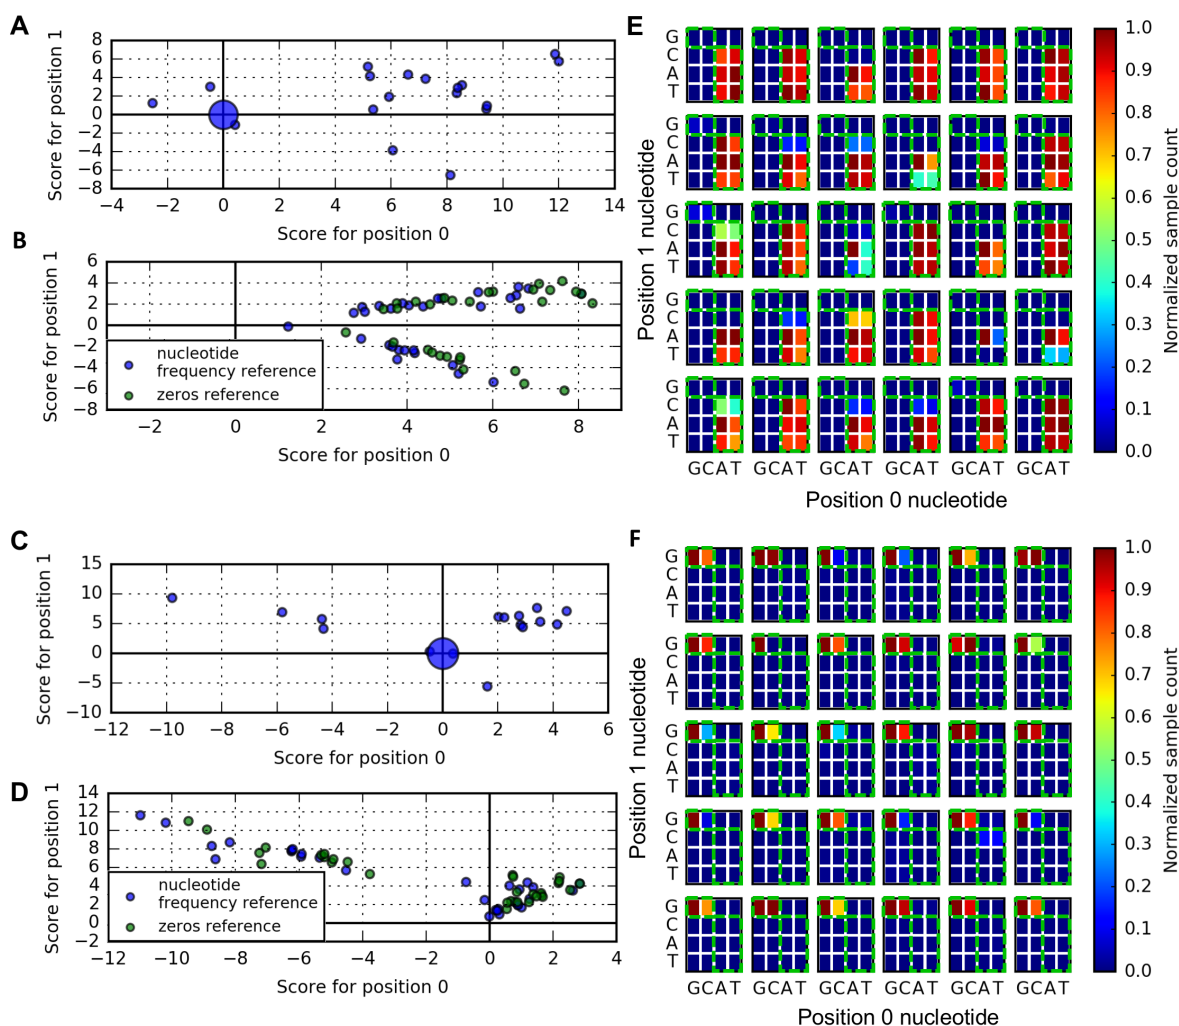 A
Score for position 1
8
6
4
2
0
−2
−4
−6
−8
−4 −2 0 2 4 6 8 10 12 14
Score for position 0
B
Score for position 1
6
4
2
0
−2
−4
−6
−8
nucleotide
frequency reference
zeros reference
−2 0 2 4 6 8
Score for position 0
C
Score for position 1
15
10
5
0
−5
−10
−12 −10 −8 −6 −4 −2 0 2 4 6
Score for position 0
D
Score for position 1
14
12
10
8
6
4
2
0
−2
nucleotide
frequency reference
zeros reference
−12 −10 −8 −6 −4 −2 0 2 4
Score for position 0
E
Position 1 nucleotide
G
C
A
T
G
C
A
T
G
C
A
T
G
C
A
T
G
C
A
T
GCAT GCAT GCAT GCAT GCAT GCAT
Position 0 nucleotide
1.0
0.9
0.8
0.7
0.6
0.5
0.4
0.3
0.2
0.1
0.0
Normalized sample count
F
Position 1 nucleotide
G
C
A
T
G
C
A
T
G
C
A
T
G
C
A
T
G
C
A
T
GCAT GCAT GCAT GCAT GCAT GCAT
Position 0 nucleotide
1.0
0.9
0.8
0.7
0.6
0.5
0.4
0.3
0.2
0.1
0.0
Normalized sample count